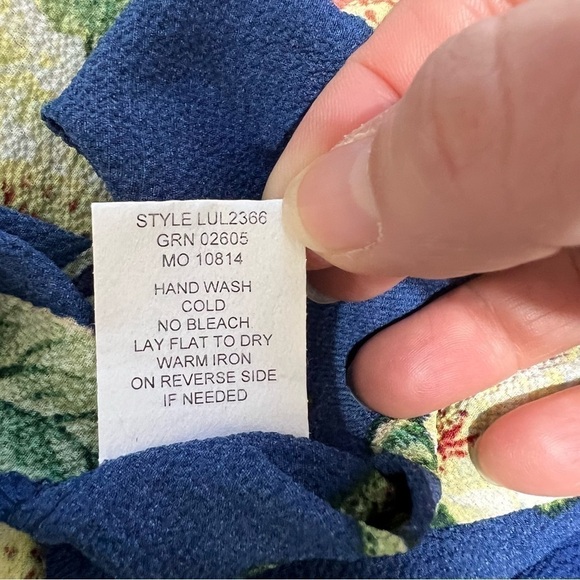 STYLE LUL2366
GRN 02605
MO 10814
HAND WASH
COLD
NO BLEACH
LAY FLAT TO DRY
WARM IRON
ON REVERSE SIDE
IF NEEDED